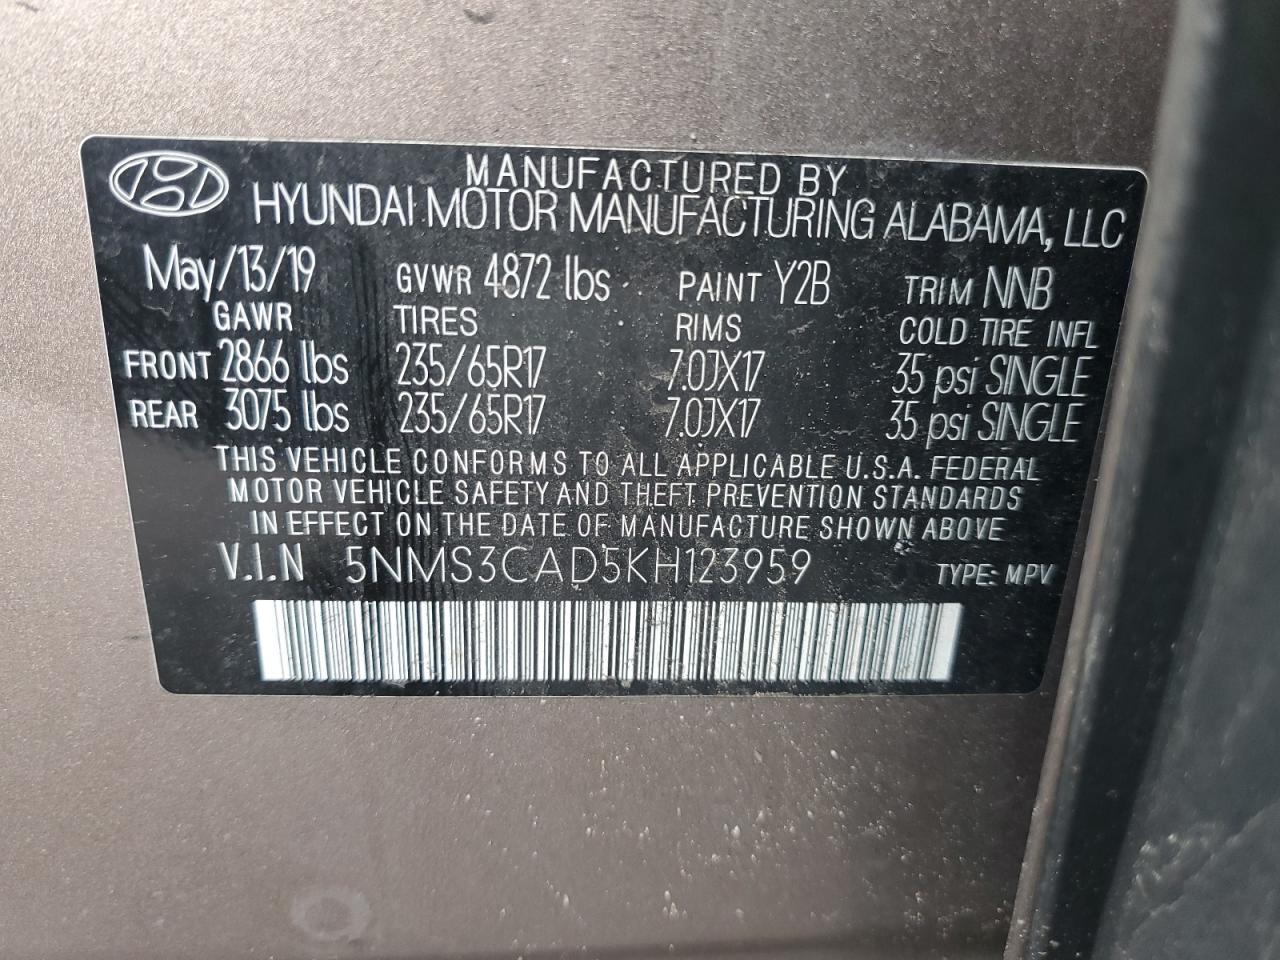 MANUFACTURED BY
HYUNDAI MOTOR MANUFACTURING ALABAMA, LLC
May/13/19 GVWR 4872 lbs PAINT Y2B TRIM NNB
GAWR TIRES RIMS COLD TIRE INFL
FRONT 2866 lbs 235/65R17 7.0JX17 35 psi SINGLE
REAR 3075 lbs 235/65R17 7.0JX17 35 psi SINGLE
THIS VEHICLE CONFORMS TO ALL APPLICABLE U.S.A. FEDERAL
MOTOR VEHICLE SAFETY AND THEFT PREVENTION STANDARDS
IN EFFECT ON THE DATE OF MANUFACTURE SHOWN ABOVE
V.I.N 5NMS3CAD5KH123959 TYPE: MPV